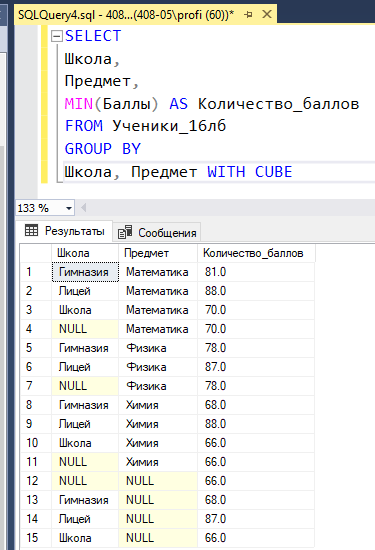 SQLQuery4.sql - 408...(408-05\profi (60))*
SELECT
Школа,
Предмет,
MIN(Баллы) AS Количество_баллов
FROM Ученики_16лб
GROUP BY
Школа, Предмет WITH CUBE
133 %
Результаты Сообщения
Школа Предмет Количество_баллов
1 Гимназия Математика 81.0
2 Лицей Математика 88.0
3 Школа Математика 70.0
4 NULL Математика 70.0
5 Гимназия Физика 78.0
6 Лицей Физика 87.0
7 NULL Физика 78.0
8 Гимназия Химия 68.0
9 Лицей Химия 88.0
10 Школа Химия 66.0
11 NULL Химия 66.0
12 NULL NULL 66.0
13 Гимназия NULL 68.0
14 Лицей NULL 87.0
15 Школа NULL 66.0